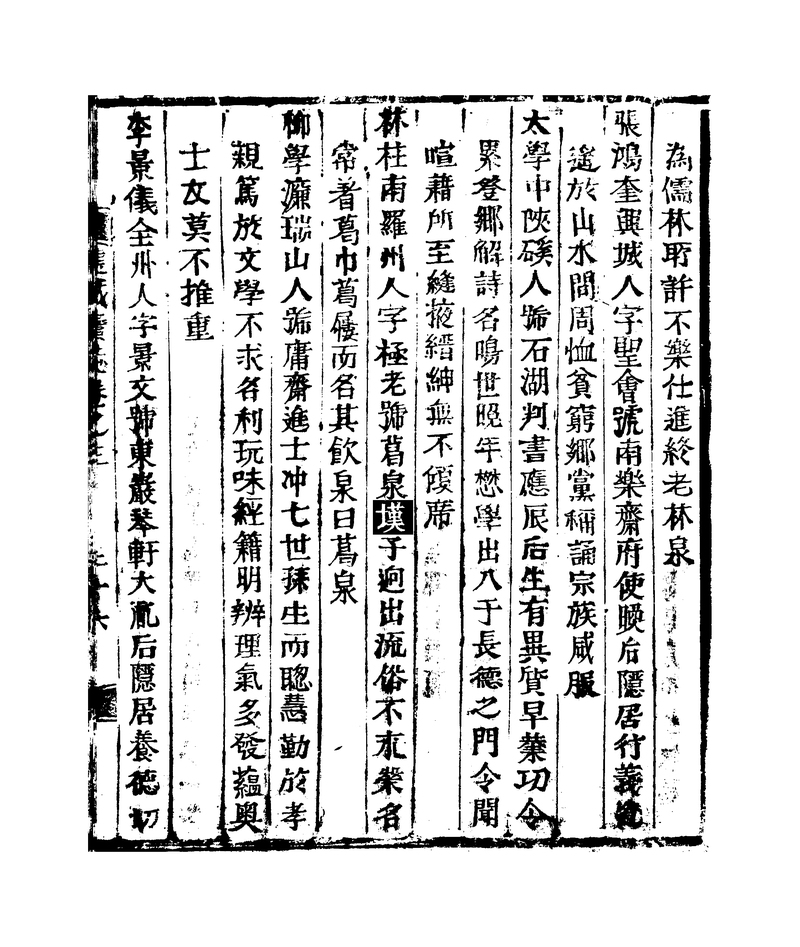 為儒林所許不樂仕進終老林泉
張鴻奎興城人字聖會號南樂齋府使㬉后隱居行義
遙於山水間周恤貧窮鄉黨稱誦宗族咸服
太學中陜磎人號石湖判書應辰后生有異質早業功令
累登鄉解詩名鳴世晚年懋學出入于長德之門令聞
暄藉所至縫掖縉紳無不傾席
林柱南羅州人字極老號葛泉墣子逈出流俗不求榮名
常着葛巾葛屨而名其飮泉曰葛泉
柳學濂瑞山人號庸齋進士冲七世孫生而聰慧勤於孝
親篤於文學不求名利玩味經籍明辨理氣多發蘊奧
士友莫不推重
李景儀全州人字景文號東巖琴軒大胤后隱居養德